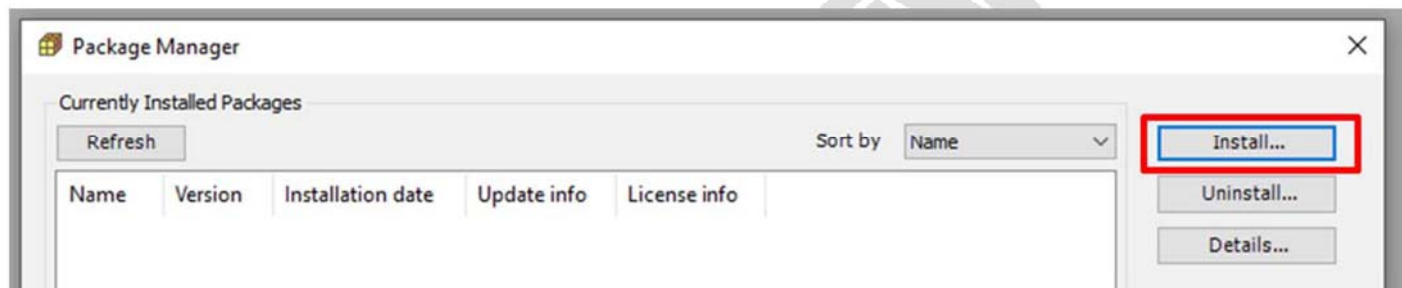 Package Manager
Currently Installed Packages
Refresh
Sort by
Name
Install...
Name Version Installation date Update info License info
Uninstall...
Details...